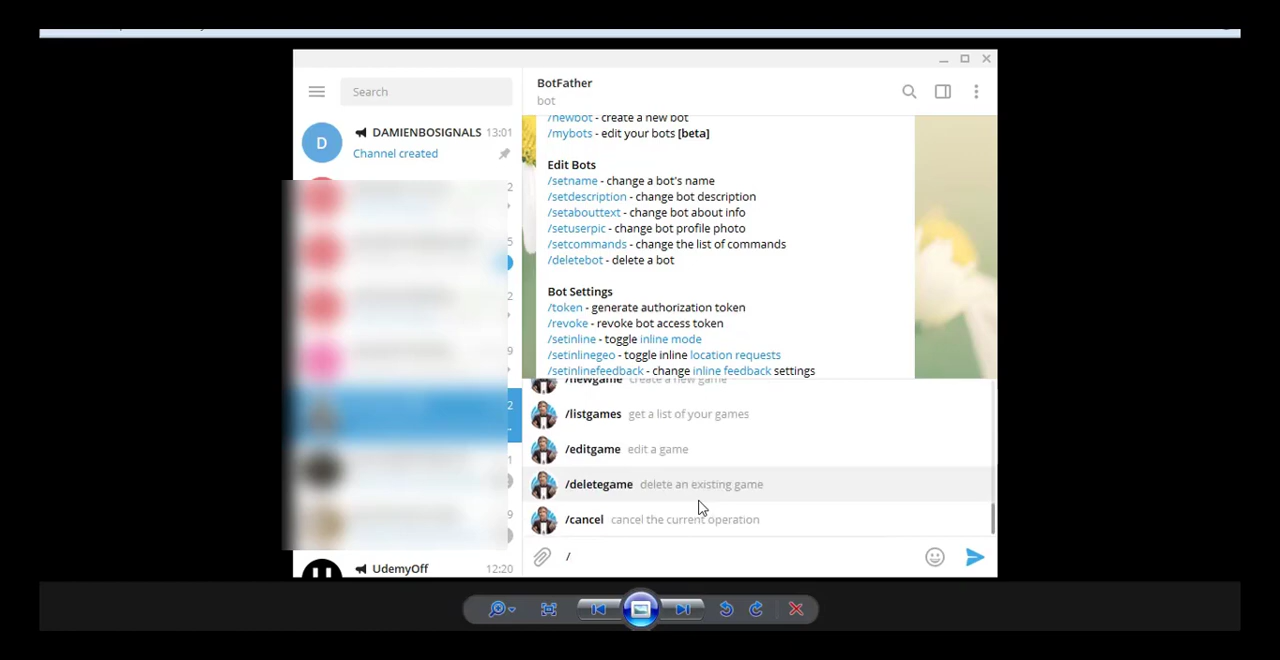 Search
BotFather
bot
DAMIENBOSIGNALS 13:01
Channel created
/newbot - create a new bot
/mybots - edit your bots [beta]
Edit Bots
/setname - change a bot's name
/setdescription - change bot description
/setabouttext - change bot about info
/setuserpic - change bot profile photo
/setcommands - change the list of commands
/deletebot - delete a bot
Bot Settings
/token - generate authorization token
/revoke - revoke bot access token
/setinline - toggle inline mode
/setinlinegeo - toggle inline location requests
/setinlinefeedback - change inline feedback settings
/newgame create a new game
/listgames get a list of your games
/editgame edit a game
/deletegame delete an existing game
/cancel cancel the current operation
/
UdemyOff 12:20